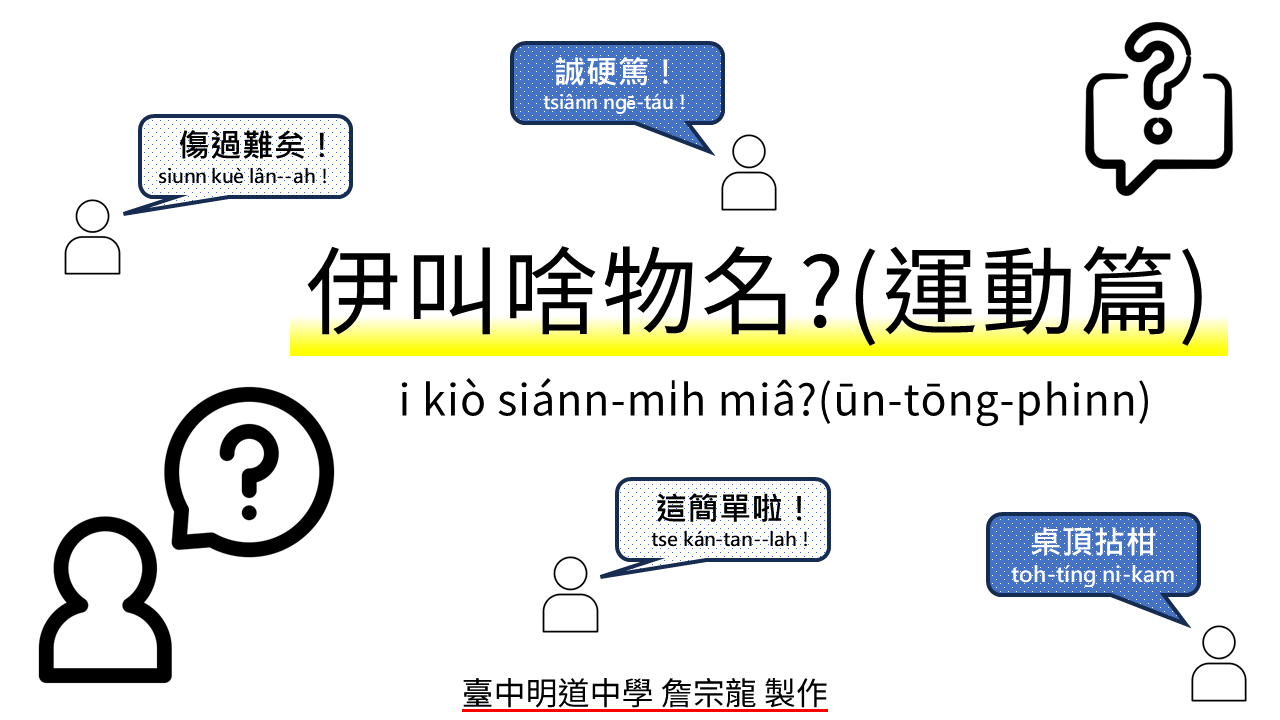 誠硬篤！
tsiânn ngē-táu !
傷過難矣！
siunn kuè lân--ah !
伊叫啥物名?(運動篇)
i kiò siánn-mi̍h miâ?(ūn-tōng-phinn)
這簡單啦！
tse kán-tan--lah !
桌頂拈柑
toh-tíng ni-kam
臺中明道中學 詹宗龍 製作